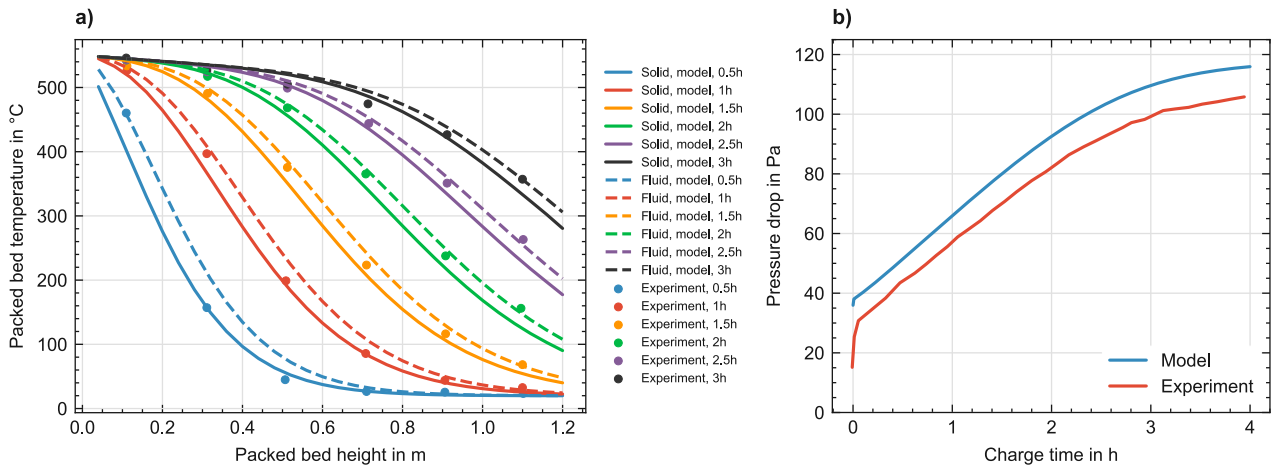 a)
Packed bed temperature in °C
500
400
300
200
100
0
0.0 0.2 0.4 0.6 0.8 1.0 1.2
Packed bed height in m
Solid, model, 0.5h
Solid, model, 1h
Solid, model, 1.5h
Solid, model, 2h
Solid, model, 2.5h
Solid, model, 3h
Fluid, model, 0.5h
Fluid, model, 1h
Fluid, model, 1.5h
Fluid, model, 2h
Fluid, model, 2.5h
Fluid, model, 3h
Experiment, 0.5h
Experiment, 1h
Experiment, 1.5h
Experiment, 2h
Experiment, 2.5h
Experiment, 3h
b)
Pressure drop in Pa
120
100
80
60
40
20
0
0 1 2 3 4
Charge time in h
Model
Experiment